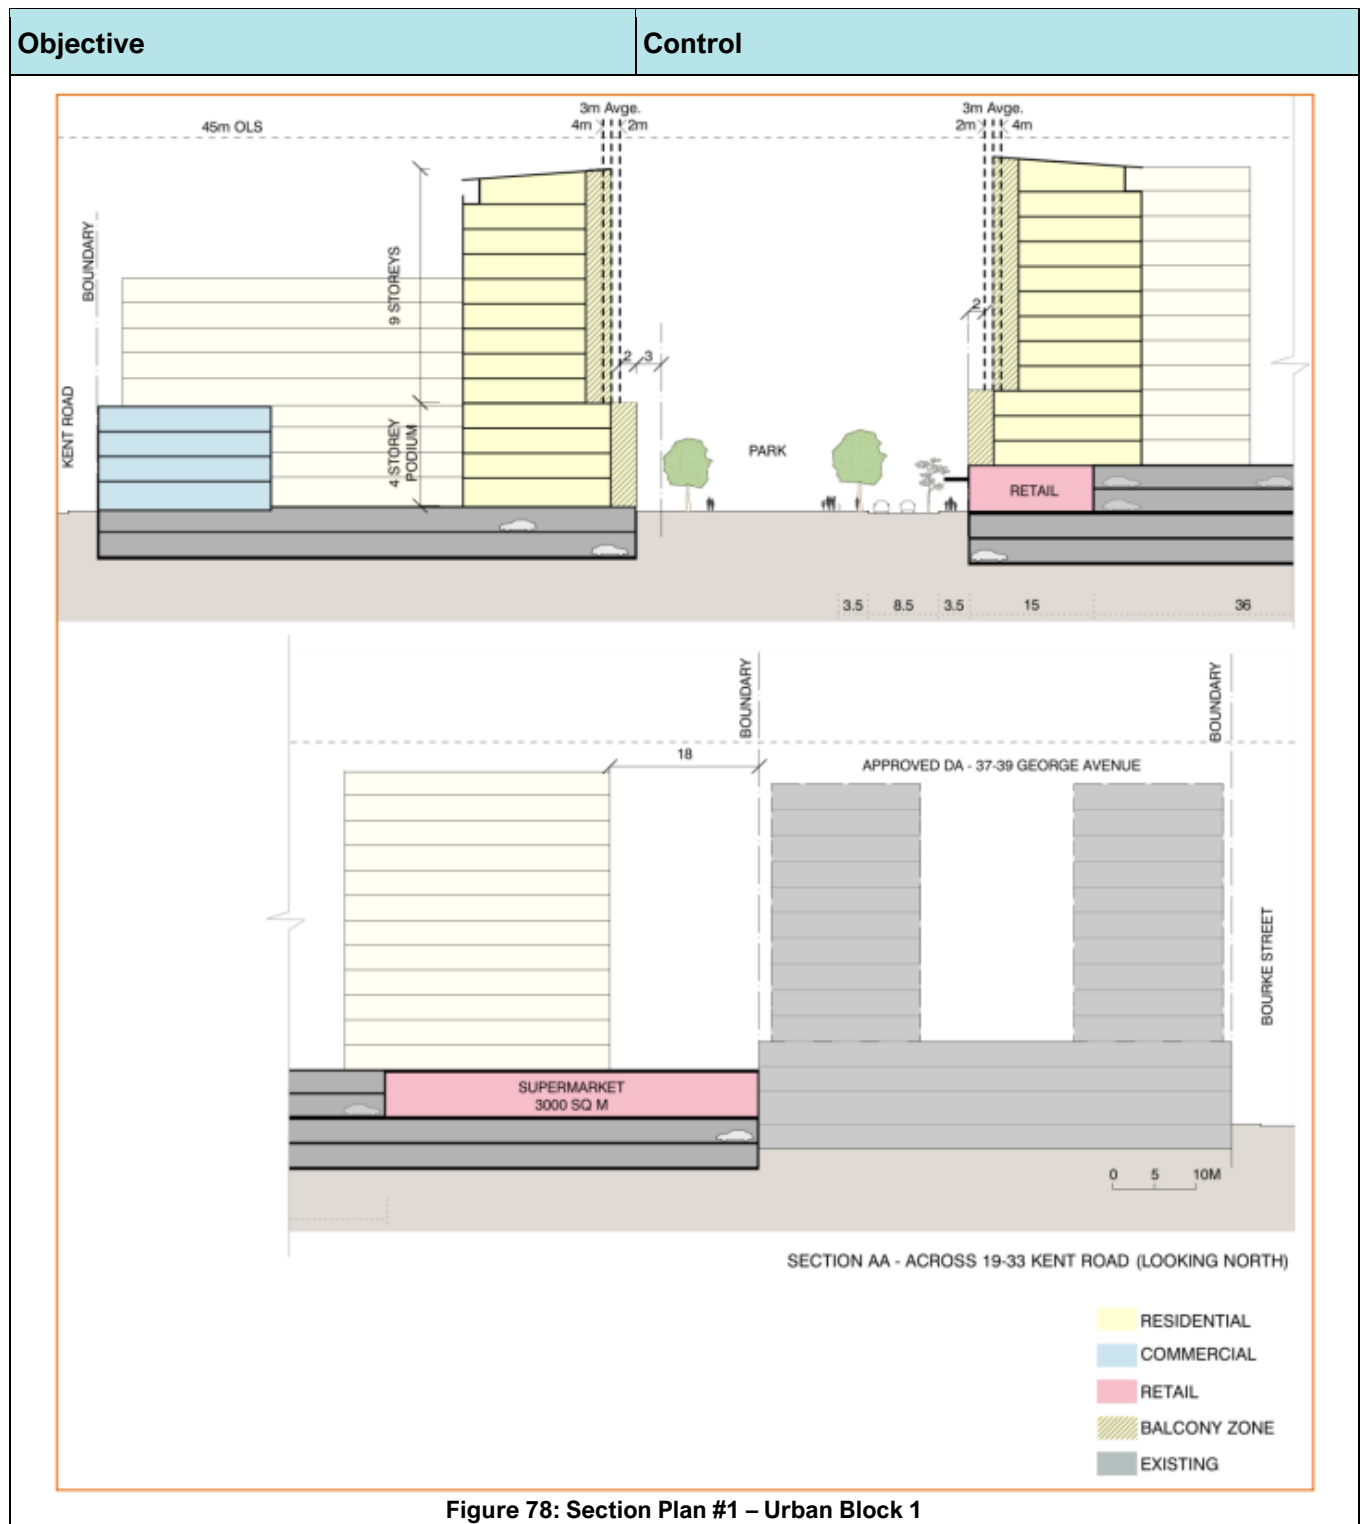 Objective
Control
3m Avge.
4m 2m
3m Avge.
2m 4m
45m OLS
BOUNDARY
KENT ROAD
9 STOREYS
4 STOREY
PODIUM
2 3
2
PARK
RETAIL
3.5 8.5 3.5 15 36
BOUNDARY
BOUNDARY
18
APPROVED DA - 37-39 GEORGE AVENUE
BOURKE STREET
SUPERMARKET
3000 SQ M
0 5 10M
SECTION AA - ACROSS 19-33 KENT ROAD (LOOKING NORTH)
RESIDENTIAL
COMMERCIAL
RETAIL
BALCONY ZONE
EXISTING
Figure 78: Section Plan #1 – Urban Block 1